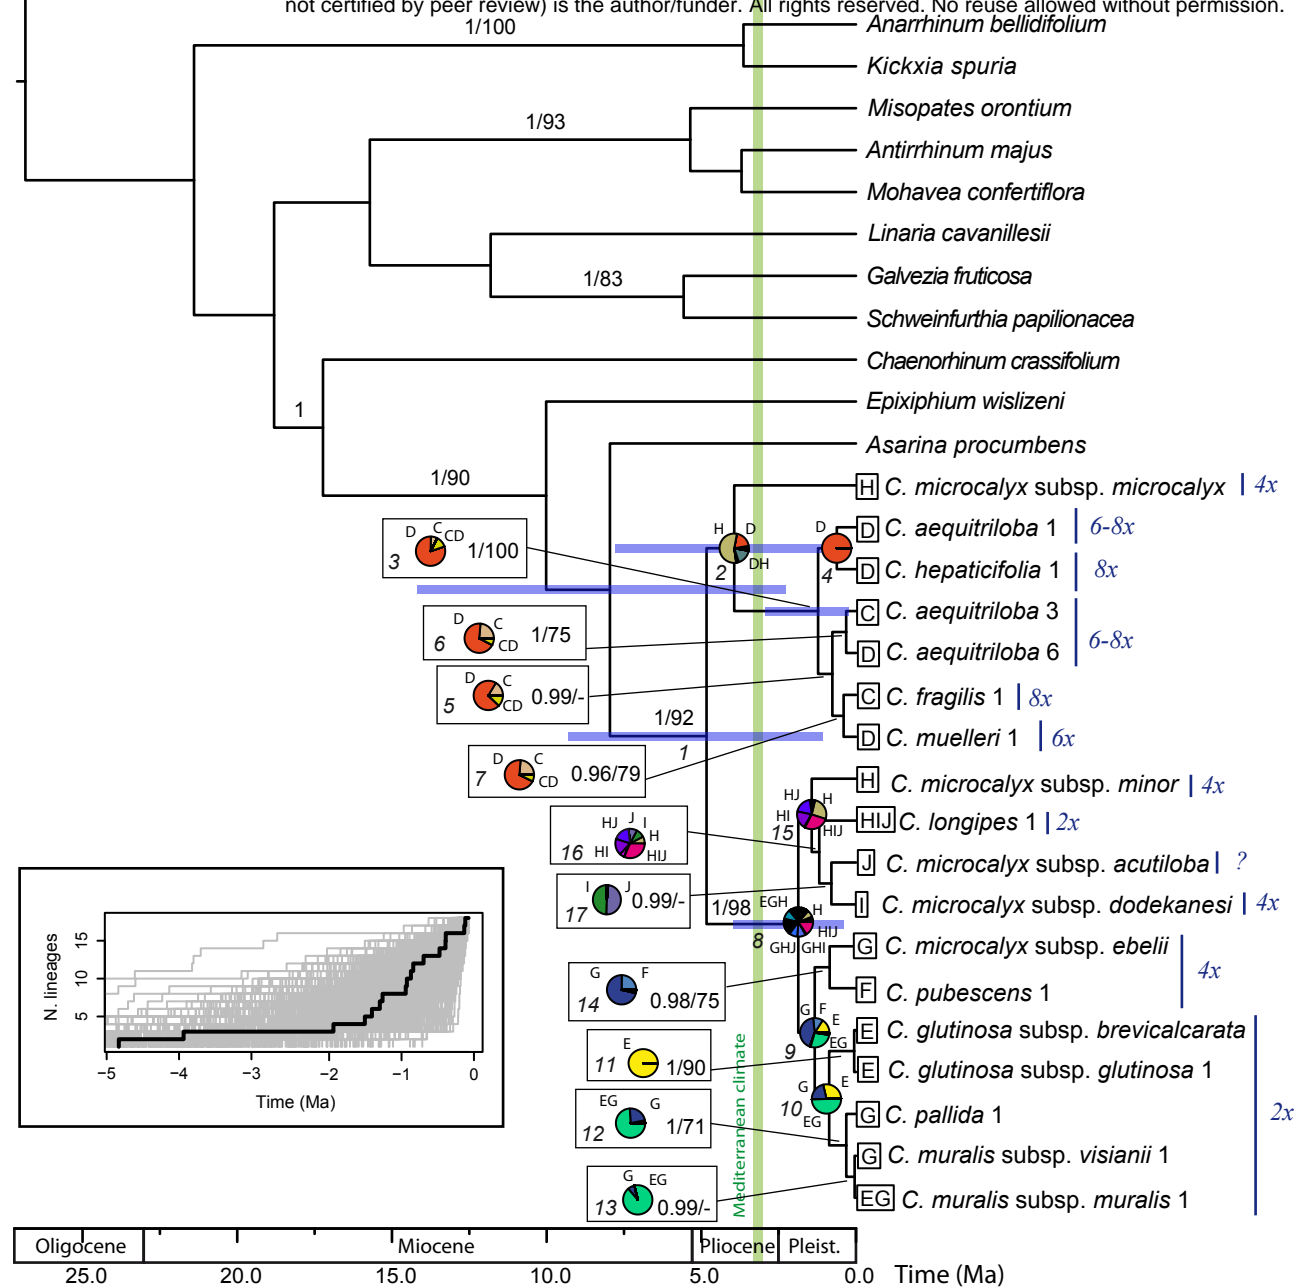 not certified by peer review) is the author/funder. All rights reserved. No reuse allowed without permission.
1/100
Anarrhinum bellidifolium
Kickxia spuria
1/93
Misopates orontium
Antirrhinum majus
Mohavea confertiflora
Linaria cavanillesii
1/83
Galvezia fruticosa
Schweinfurthia papilionacea
Chaenorhinum crassifolium
1
Epixiphium wislizeni
Asarina procumbens
1/90
H C. microcalyx subsp. microcalyx 4x
D C. aequitriloba 1 6-8x
D C. hepaticifolia 1 8x
C C. aequitriloba 3
D C. aequitriloba 6
6-8x
C C. fragilis 1 8x
D C. muelleri 1 6x
H C. microcalyx subsp. minor 4x
HIJ C. longipes 1 2x
J C. microcalyx subsp. acutiloba ?
I C. microcalyx subsp. dodekanesi 4x
G C. microcalyx subsp. ebelii
F C. pubescens 1
4x
E C. glutinosa subsp. brevicalcarata
E C. glutinosa subsp. glutinosa 1
G C. pallida 1
G C. muralis subsp. visianii 1
EG C. muralis subsp. muralis 1
2x
H D DH 2
D 4
D C CD 3 1/100
D C CD 6 1/75
D C CD 5 0.99/-
1/92
1
D C CD 7 0.96/79
HJ H HI HIJ 15
HJ J I H HI HIJ 16
I J 17 0.99/-
1/98
EGH H HIJ GHJ GHI 8
G F 14 0.98/75
G F E EG 9
E 11 1/90
G E EG 10
EG G 12 1/71
G EG 13 0.99/-
Mediterranean climate
N. lineages
15
10
5
−5 −4 −3 −2 −1 0
Time (Ma)
Oligocene Miocene Pliocene Pleist.
25.0 20.0 15.0 10.0 5.0 0.0 Time (Ma)